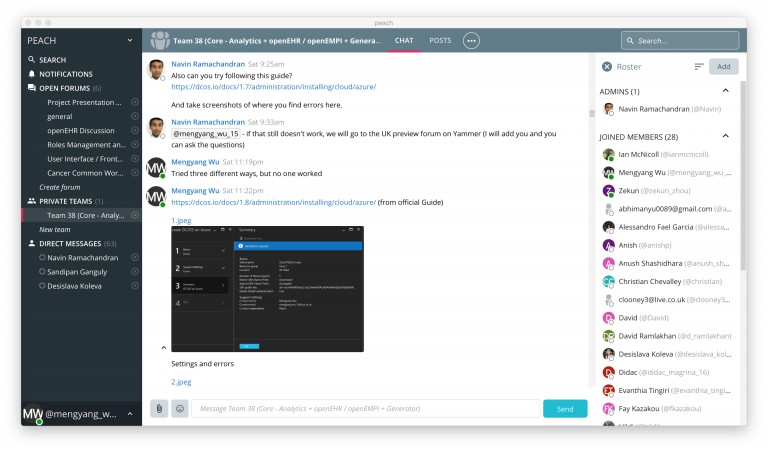 peach
PEACH
SEARCH
NOTIFICATIONS
OPEN FORUMS (6)
Project Presentation ...
general
openEHR Discussion
Roles Management an...
User Interface / Front...
Cancer Common Wor...
Create forum
PRIVATE TEAMS (1)
Team 38 (Core - Analy...
New team
DIRECT MESSAGES (63)
Navin Ramachandran
Sandipan Ganguly
Desislava Koleva
MW @mengyang_w...
Team 38 (Core - Analytics + openEHR / openEMPI + Genera...
CHAT
POSTS
Search...
Navin Ramachandran Sat 9:25am
Also can you try following this guide?
https://dcos.io/docs/1.7/administration/installing/cloud/azure/
And take screenshots of where you find errors here.
Navin Ramachandran Sat 9:33am
@mengyang_wu_15 - if that still doesn't work, we will go to the UK preview forum on Yammer (I will add you and you
can ask the questions)
MW Mengyang Wu Sat 11:19pm
Tried three different ways, but no one worked
MW Mengyang Wu Sat 11:22pm
https://dcos.io/docs/1.8/administration/installing/cloud/azure/ (from official Guide)
1.jpeg
Summary
1
2
3
4
Settings and errors
2.jpeg
Message Team 38 (Core - Analytics + openEHR / openEMPI + Generator)
Send
Roster
Add
ADMINS (1)
Navin Ramachandran (@Navin)
JOINED MEMBERS (28)
Ian McNicoll (@ianmcnicoll)
MW Mengyang Wu (@mengyang_wu_...
Z Zekun (@zekun_zhou)
abhimanyu0089@gmail.com (@a...
Alessandro Fael Garcia (@alessa...
A Anish (@anishp)
Anush Shashidhara (@anush_sh...
CC Christian Chevalley (@christian)
clooney3@live.co.uk (@clooney3...
D David (@David)
David Ramlakhan (@d_ramlakhan)
Desislava Koleva (@desislava_kol...
D Didac (@didac_magrina_16)
Evanthia Tingiri (@evanthia_tingi...
FK Fay Kazakou (@fkazakou)